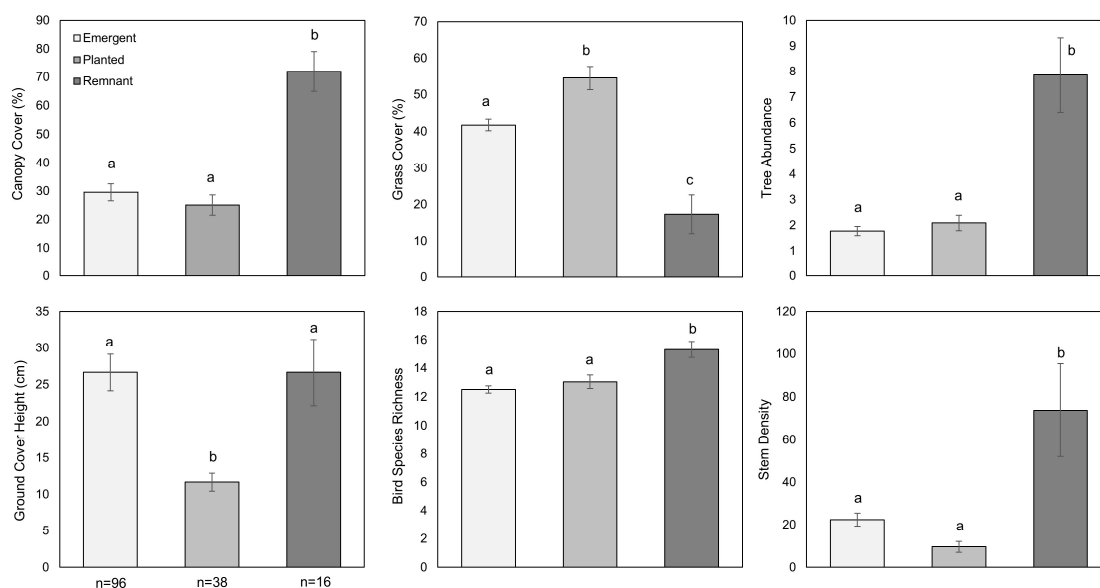 Canopy Cover (%)
90
80
70
60
50
40
30
20
10
0
Emergent
Planted
Remnant
a
a
b
Grass Cover (%)
70
60
50
40
30
20
10
0
a
b
c
Tree Abundance
10
9
8
7
6
5
4
3
2
1
0
a
a
b
Ground Cover Height (cm)
35
30
25
20
15
10
5
0
a
b
a
n=96
n=38
n=16
Bird Species Richness
18
16
14
12
10
8
6
4
2
0
a
a
b
Stem Density
120
100
80
60
40
20
0
a
a
b